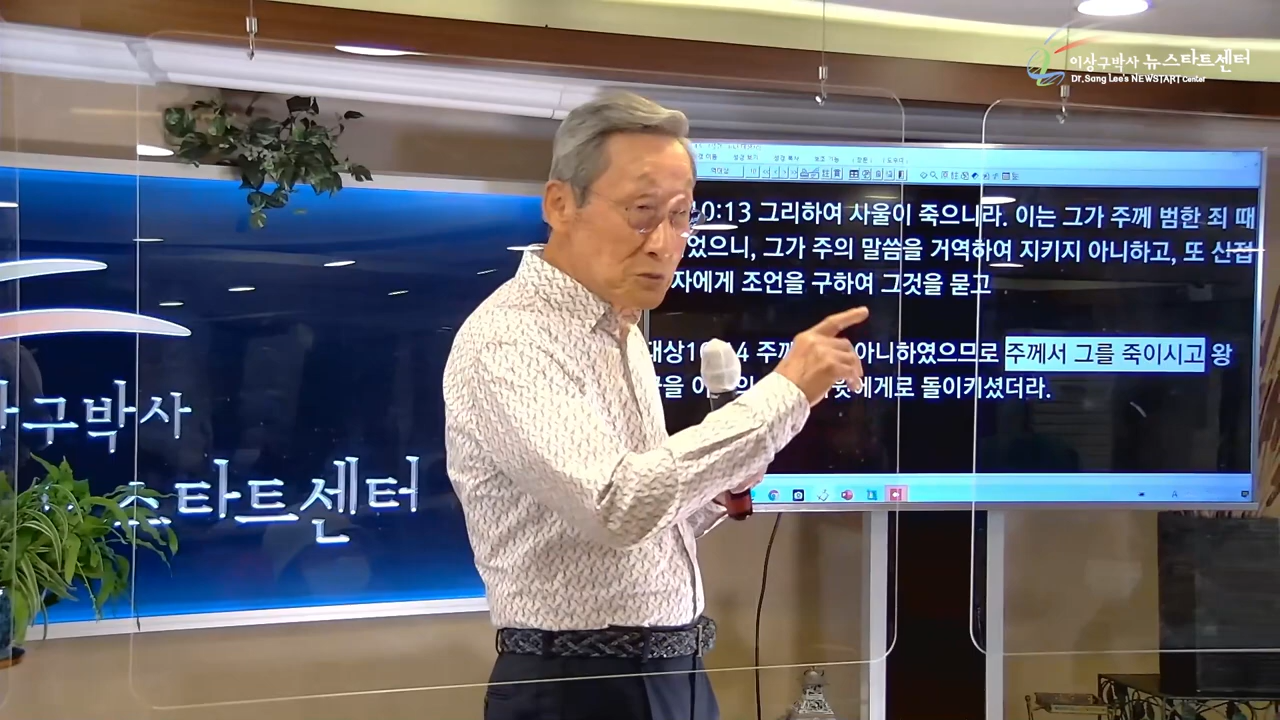 이상구박사 뉴스타트센터
Dr. Sang Lee's NEWSTART Center
역대상
10:13 그리하여 사울이 죽으니라. 이는 그가 주께 범한 죄 때
었으니, 그가 주의 말씀을 거역하여 지키지 아니하고, 또 신접
자에게 조언을 구하여 그것을 묻고
대상10 4 주께 아니하였으므로 주께서 그를 죽이시고 왕
을 에게로 돌이키셨더라.
구박사
스타트센터